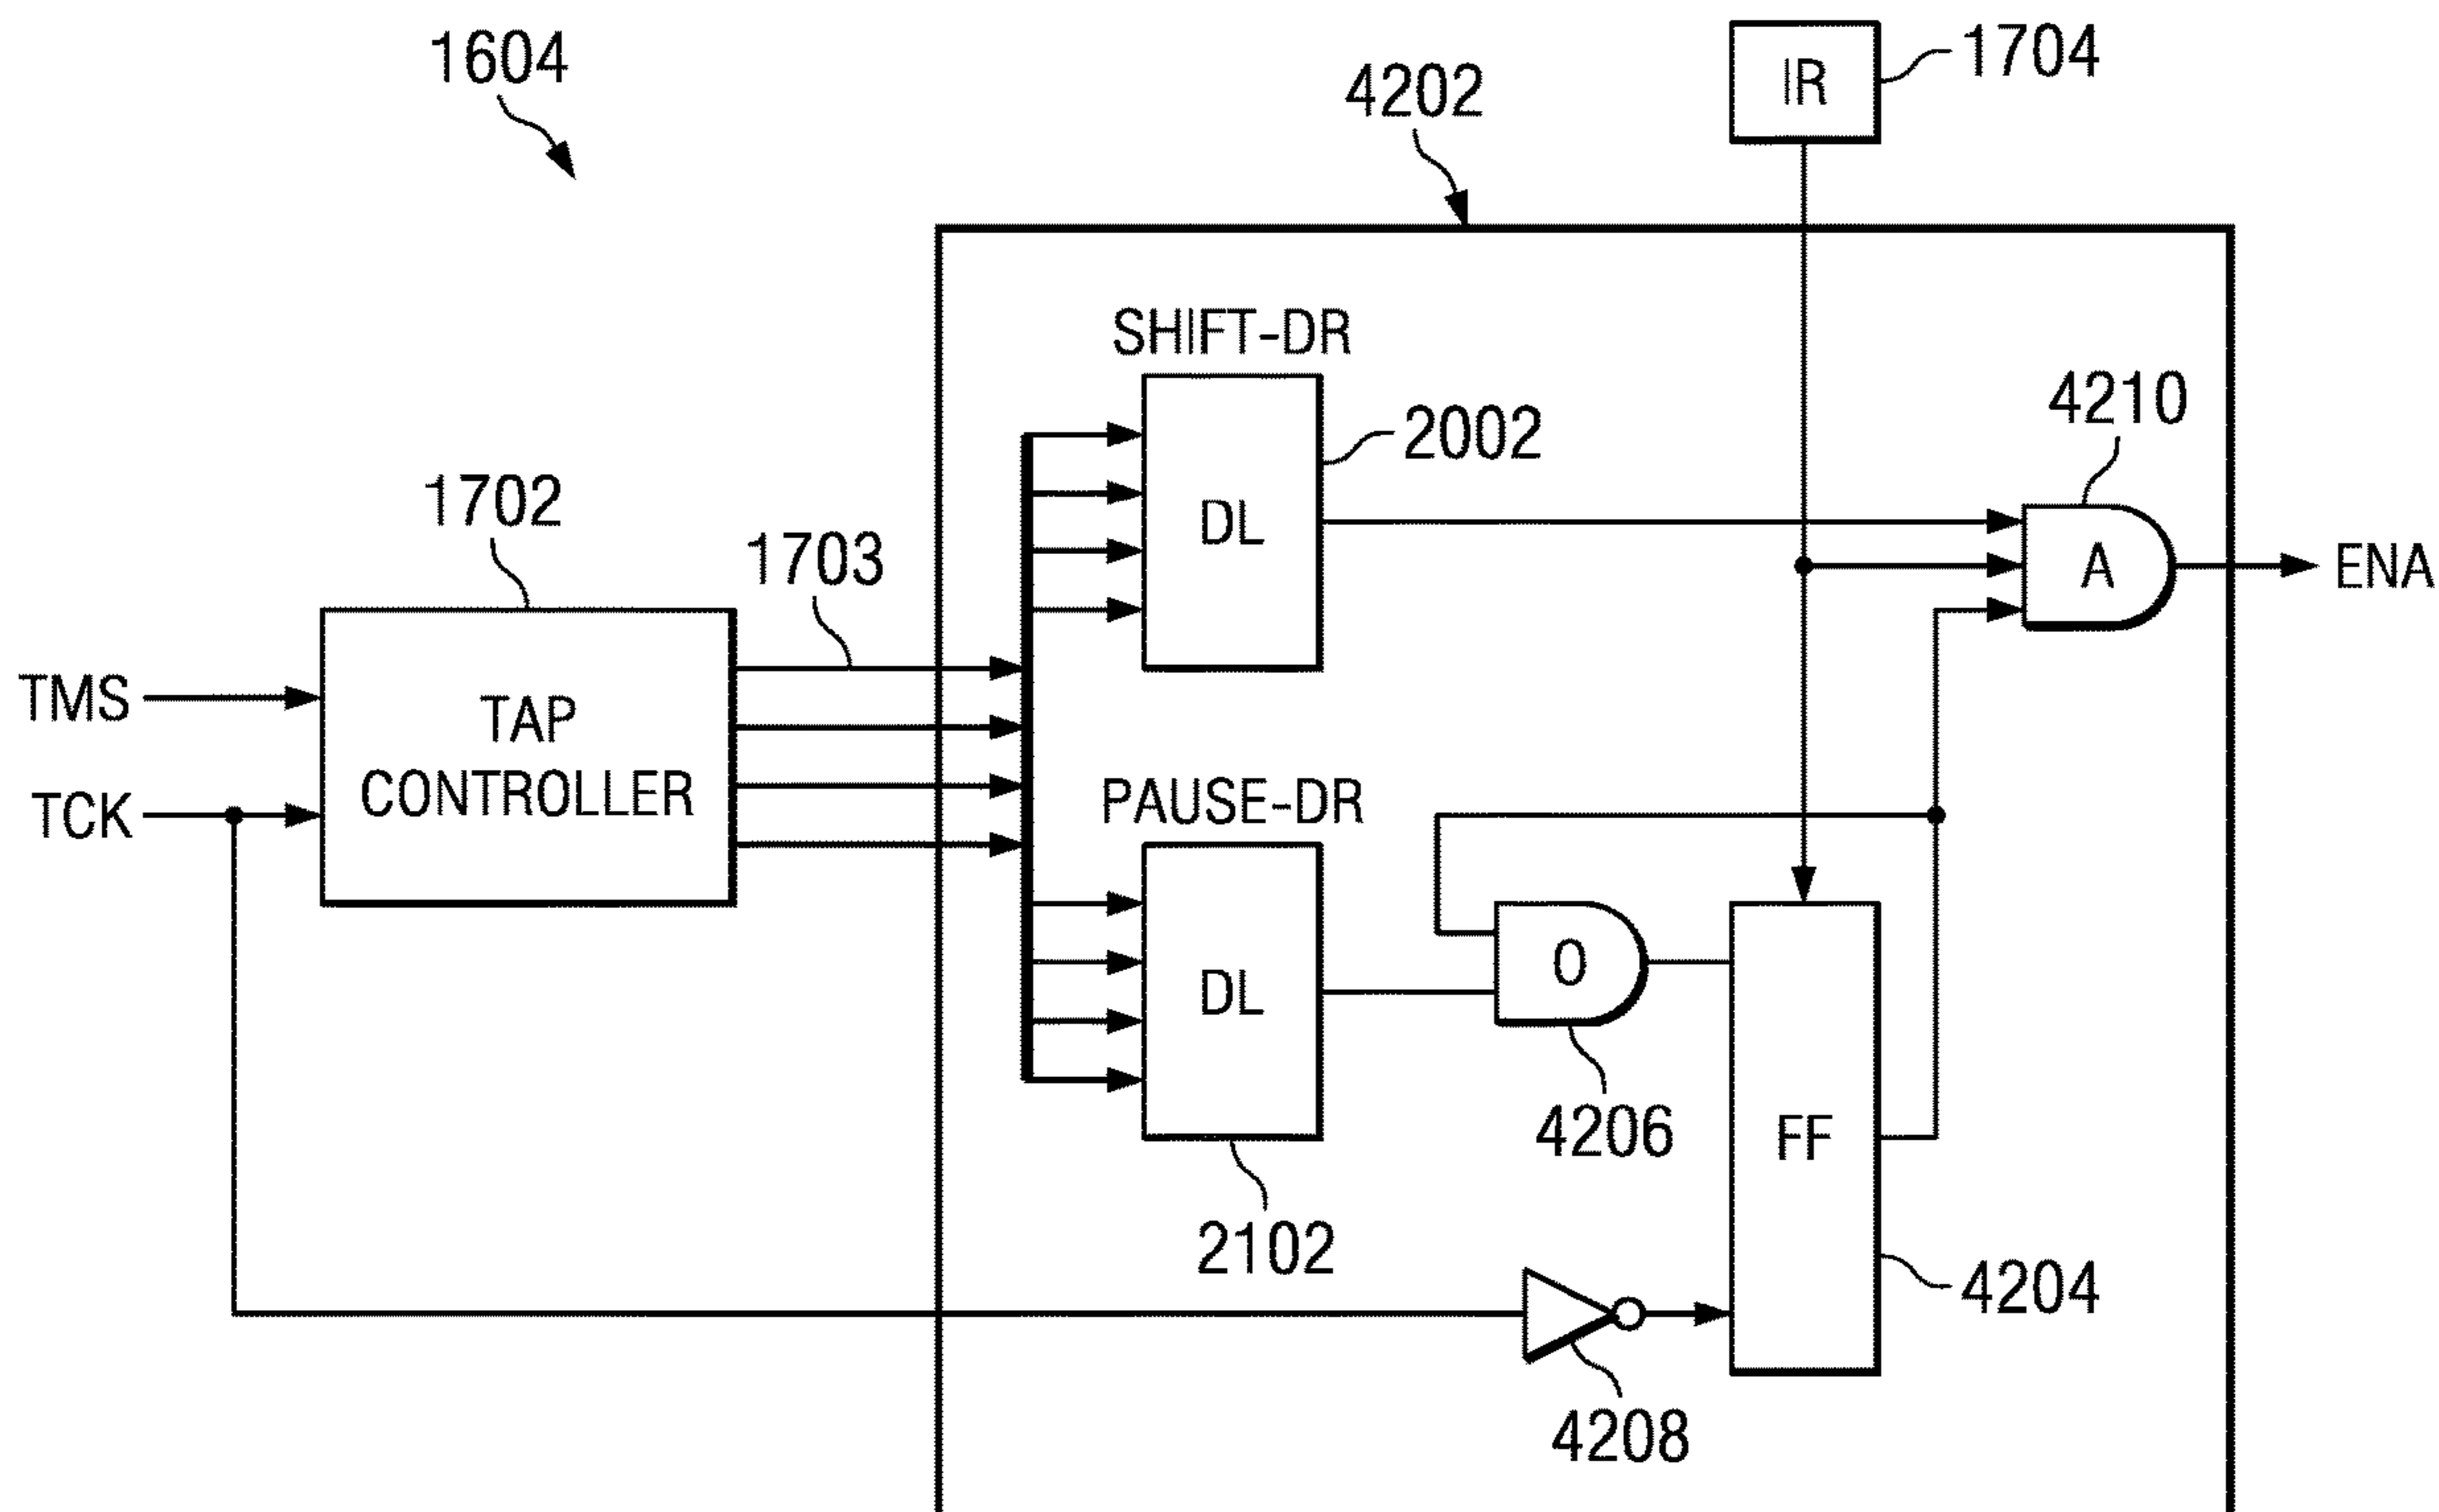 1604
4202
IR
1704
SHIFT-DR
4210
2002
DL
1702
1703
A
ENA
TMS
TAP
CONTROLLER
TCK
PAUSE-DR
O
DL
FF
4206
2102
4204
4208